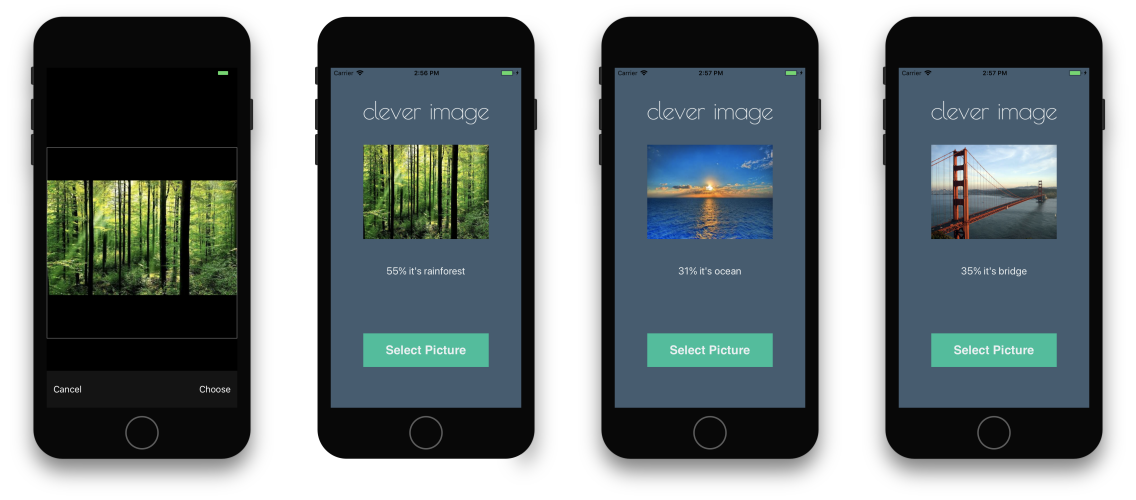 Cancel Choose
Carrier 2:56 PM
clever image
55% it's rainforest
Select Picture
Carrier 2:57 PM
clever image
31% it's ocean
Select Picture
Carrier 2:57 PM
clever image
35% it's bridge
Select Picture